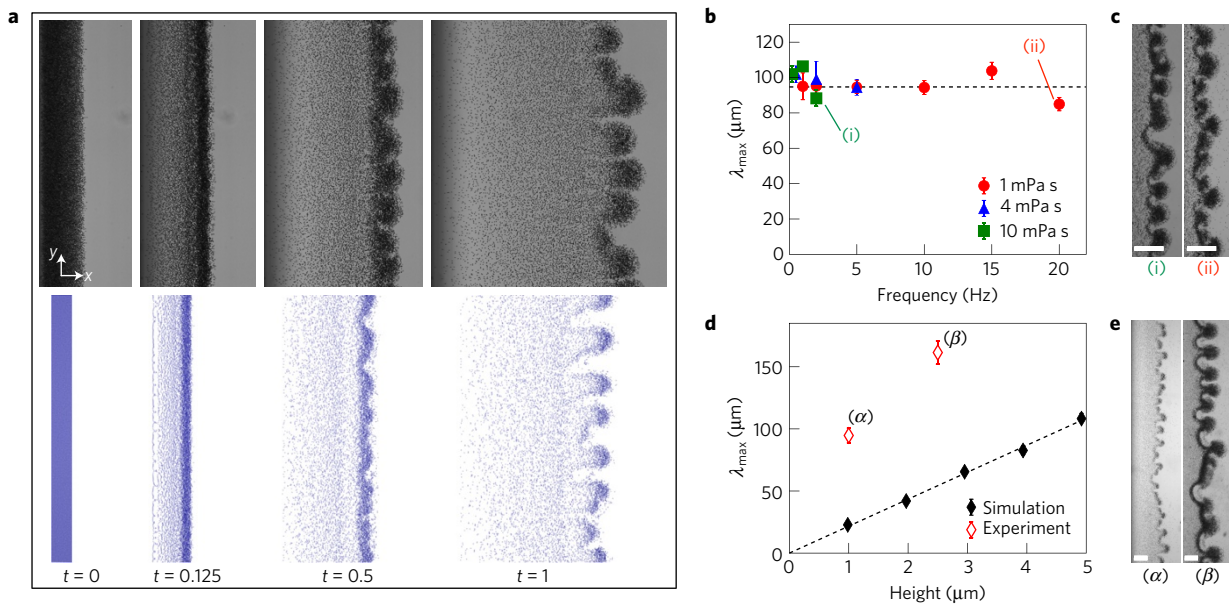 a
y
x
t = 0
t = 0.125
t = 0.5
t = 1
b
λmax (μm)
120
100
80
60
40
20
0
(ii)
(i)
1 mPa s
4 mPa s
10 mPa s
0
5
10
15
20
Frequency (Hz)
c
(i)
(ii)
d
λmax (μm)
150
100
50
0
(α)
(β)
Simulation
Experiment
0
1
2
3
4
5
Height (μm)
e
(α)
(β)